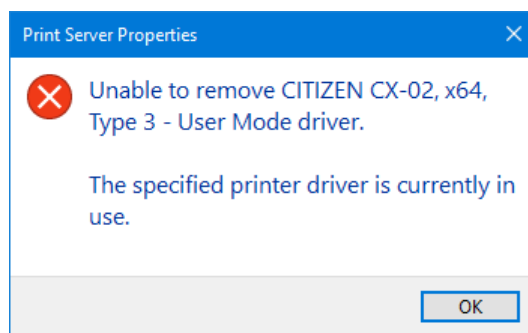 Print Server Properties
Unable to remove CITIZEN CX-02, x64,
Type 3 - User Mode driver.
The specified printer driver is currently in
use.
OK